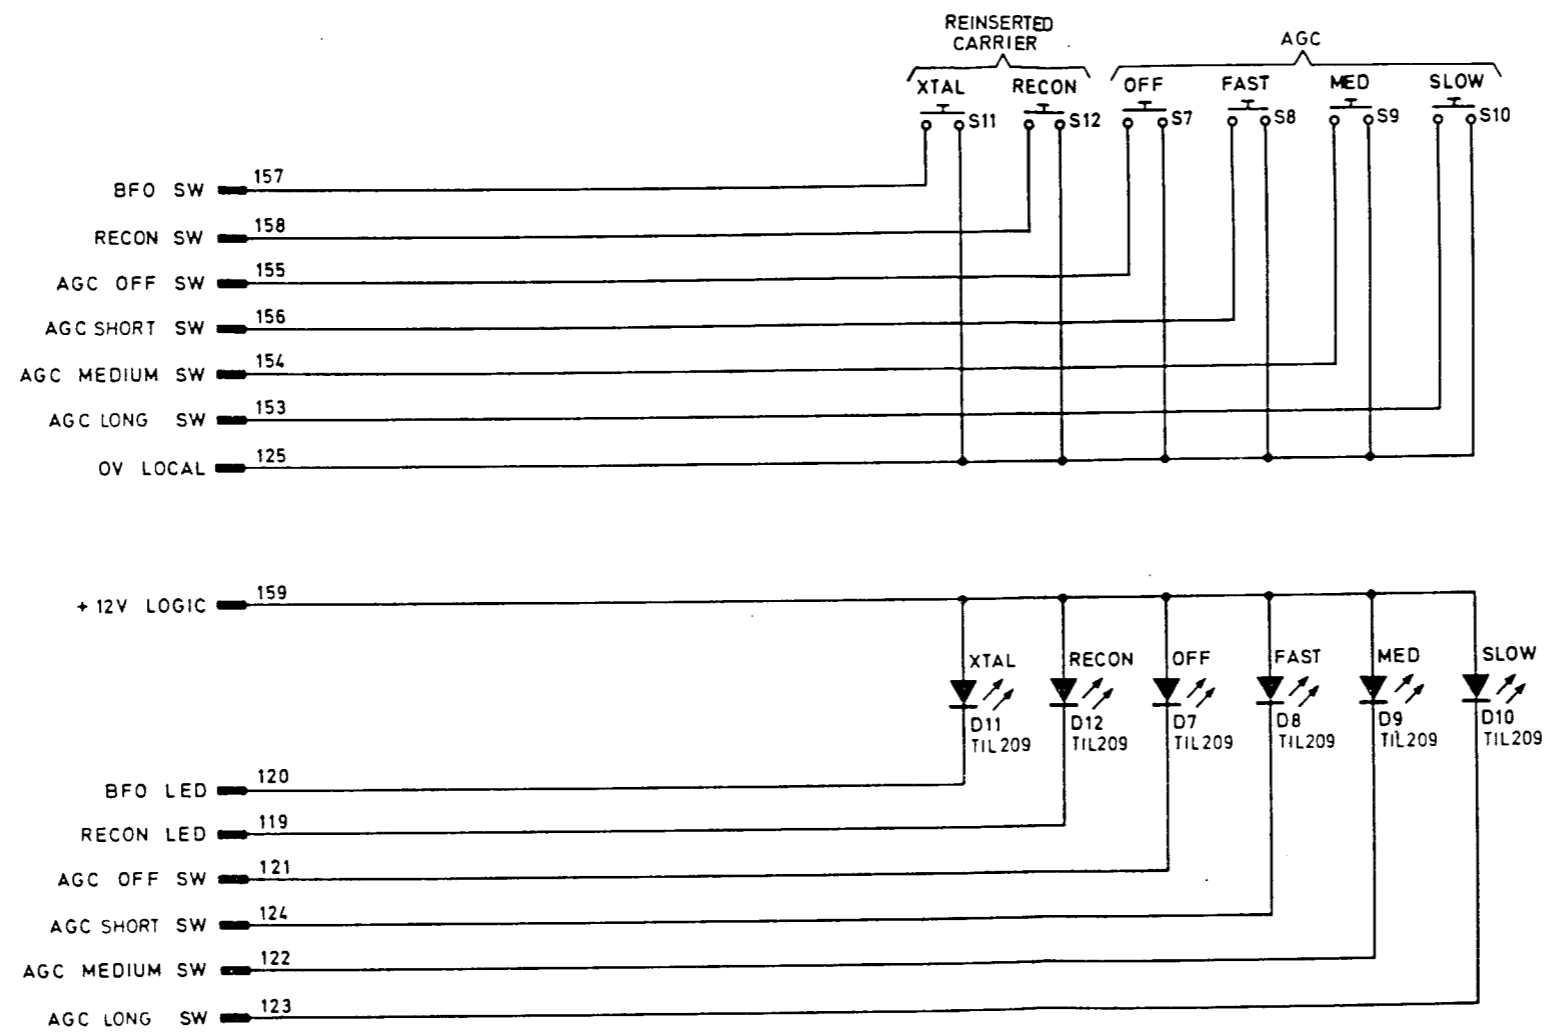 REINSERTED
CARRIER
AGC
XTAL RECON OFF FAST MED SLOW
S11 S12 S7 S8 S9 S10
BFO SW 157
RECON SW 158
AGC OFF SW 155
AGC SHORT SW 156
AGC MEDIUM SW 154
AGC LONG SW 153
0V LOCAL 125
+12V LOGIC 159
XTAL RECON OFF FAST MED SLOW
D11 D12 D7 D8 D9 D10
TIL209 TIL209 TIL209 TIL209 TIL209 TIL209
BFO LED 120
RECON LED 119
AGC OFF SW 121
AGC SHORT SW 124
AGC MEDIUM SW 122
AGC LONG SW 123